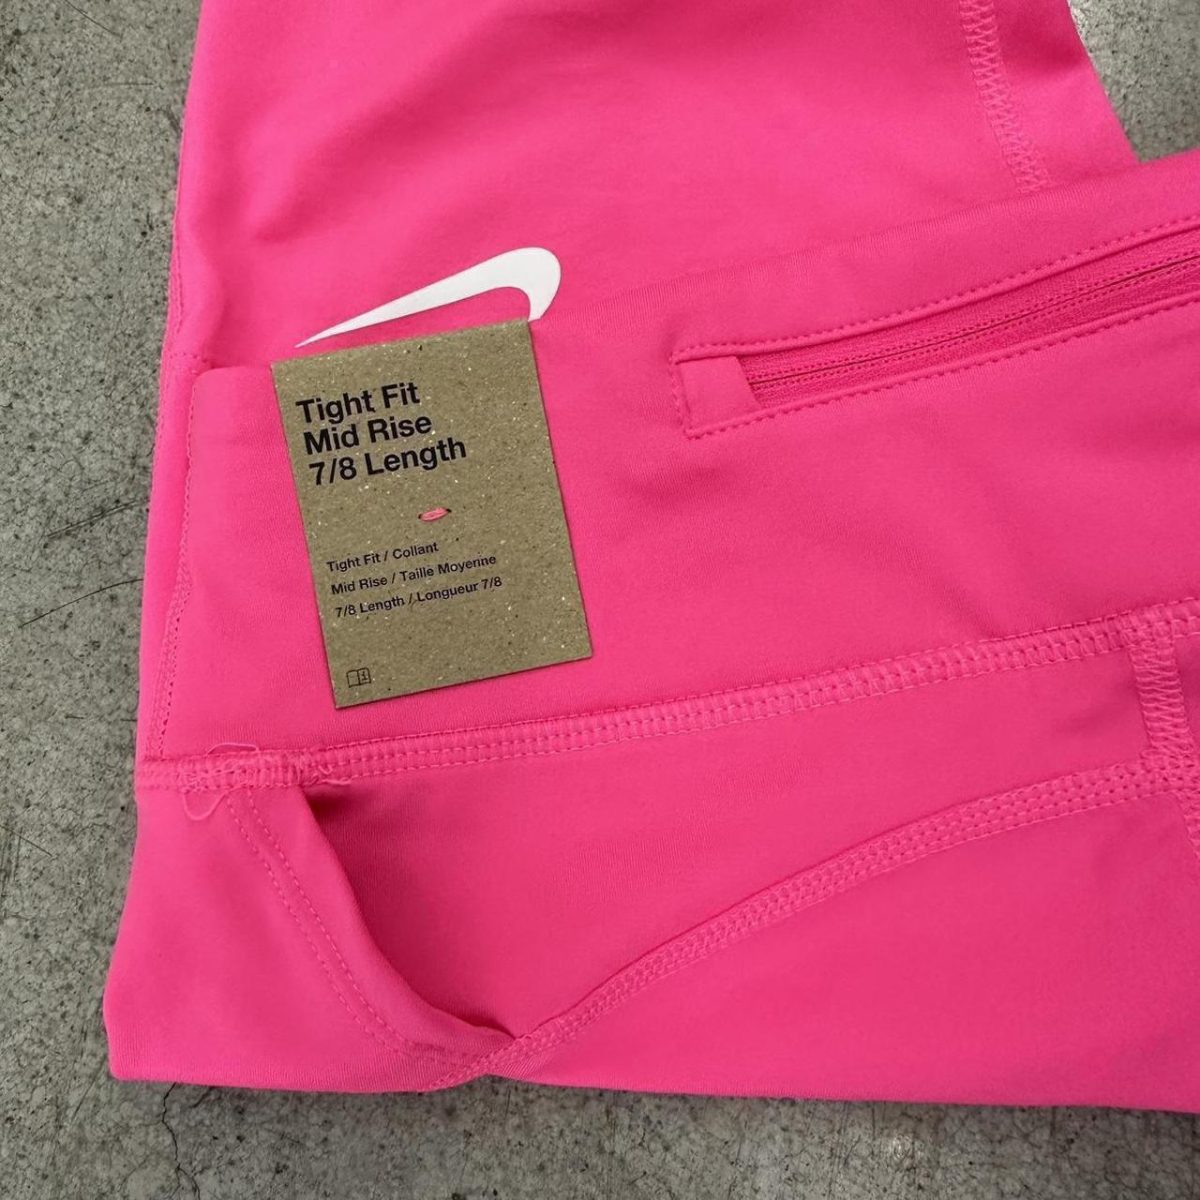 Tight Fit
Mid Rise
7/8 Length
Tight Fit / Collant
Mid Rise / Taille Moyenne
7/8 Length / Longueur 7/8